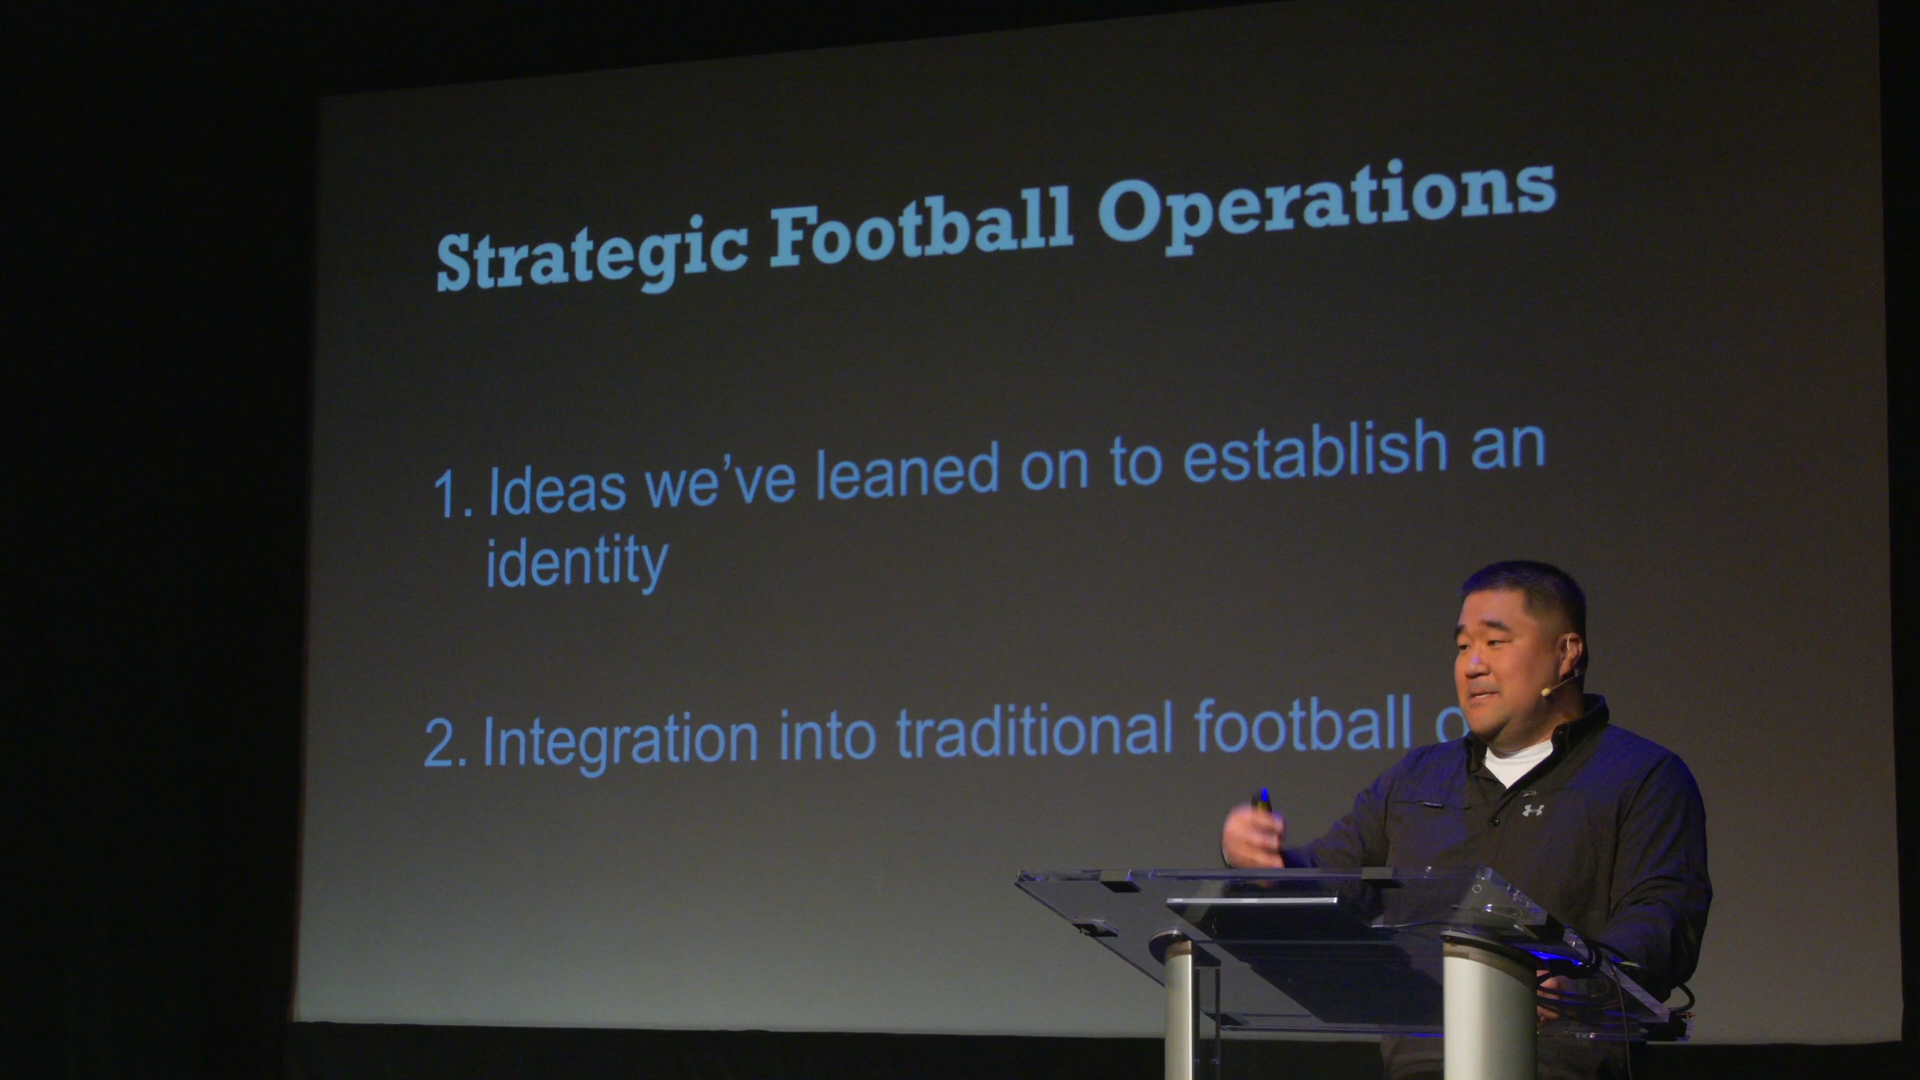 Strategic Football Operations
1. Ideas we’ve leaned on to establish an
identity
2. Integration into traditional football